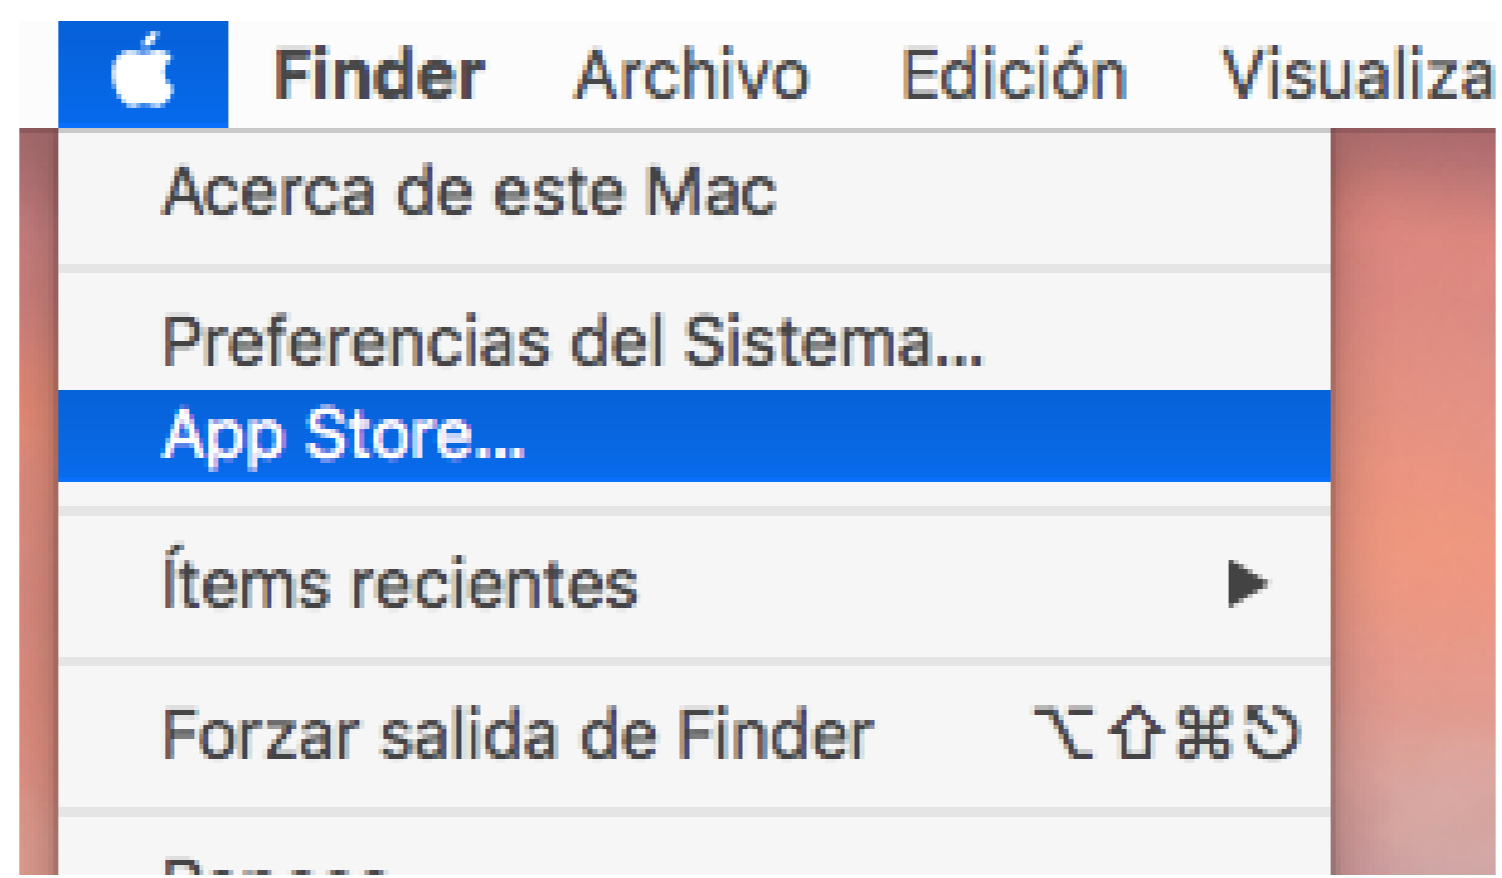 Finder Archivo Edición Visualiza
Acerca de este Mac
Preferencias del Sistema...
App Store...
Ítems recientes ▶
Forzar salida de Finder ⌥⇧⌘⎋